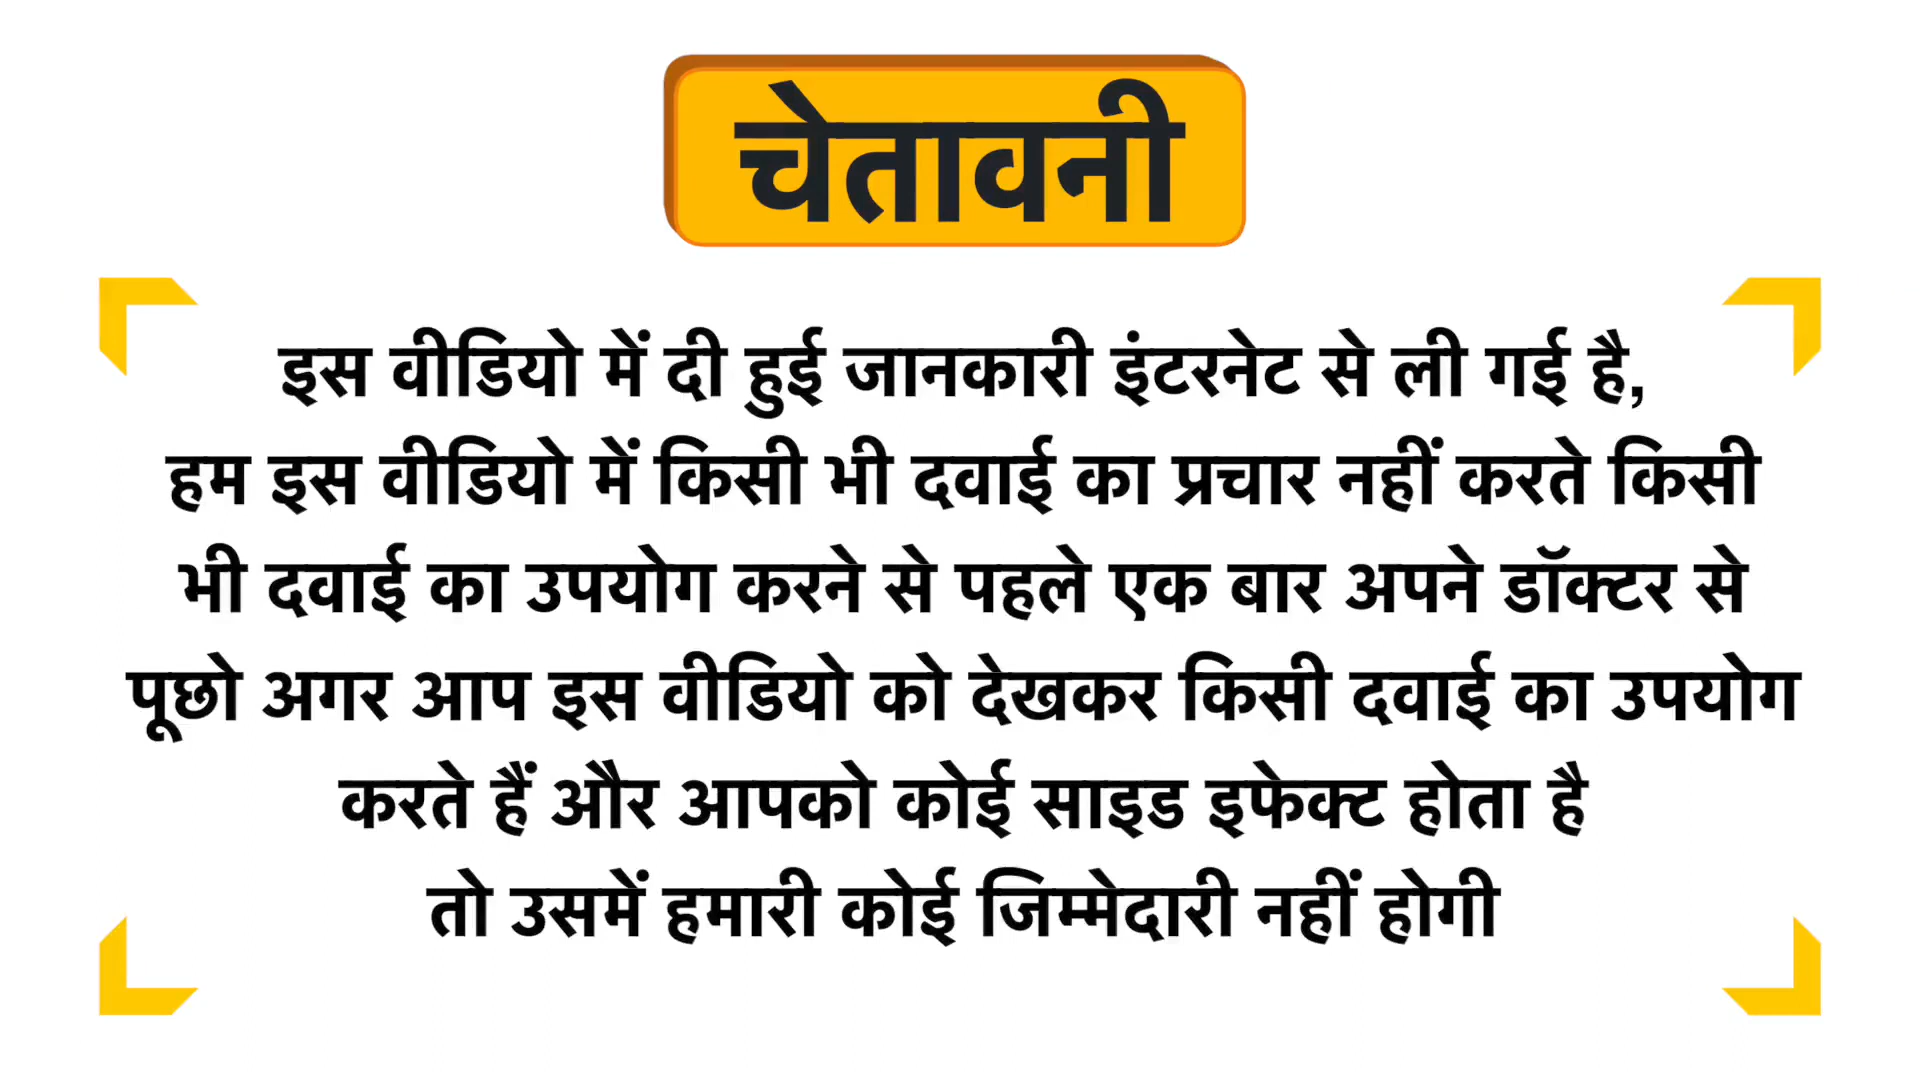 चेतावनी
इस वीडियो में दी हुई जानकारी इंटरनेट से ली गई है,
हम इस वीडियो में किसी भी दवाई का प्रचार नहीं करते किसी
भी दवाई का उपयोग करने से पहले एक बार अपने डॉक्टर से
पूछो अगर आप इस वीडियो को देखकर किसी दवाई का उपयोग
करते हैं और आपको कोई साइड इफेक्ट होता है
तो उसमें हमारी कोई जिम्मेदारी नहीं होगी